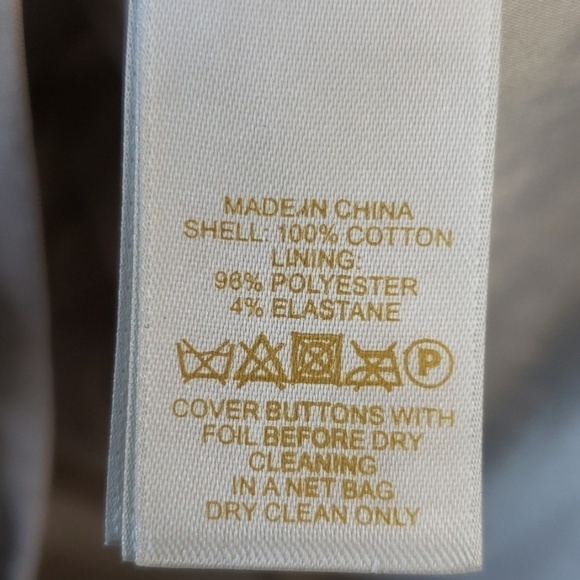 MADE IN CHINA
SHELL: 100% COTTON
LINING:
96% POLYESTER
4% ELASTANE
P
COVER BUTTONS WITH
FOIL BEFORE DRY
CLEANING
IN A NET BAG
DRY CLEAN ONLY